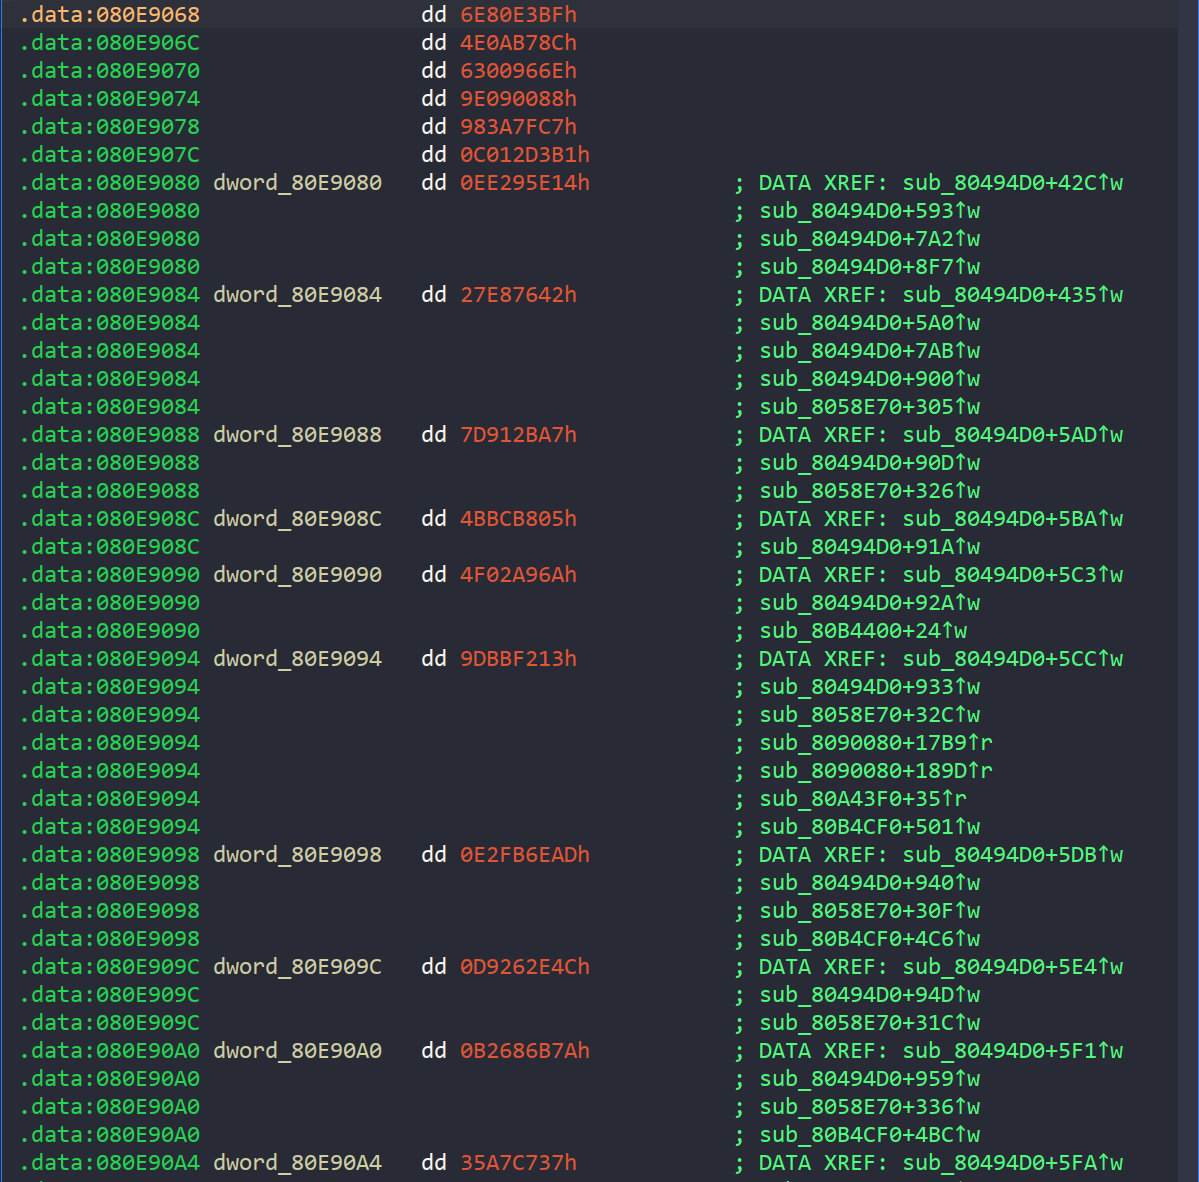 .data:080E9068 dd 6E80E3BFh
.data:080E906C dd 4E0AB78Ch
.data:080E9070 dd 6300966Eh
.data:080E9074 dd 9E090088h
.data:080E9078 dd 983A7FC7h
.data:080E907C dd 0C012D3B1h
.data:080E9080 dword_80E9080 dd 0EE295E14h ; DATA XREF: sub_80494D0+42C↑w
.data:080E9080 ; sub_80494D0+593↑w
.data:080E9080 ; sub_80494D0+7A2↑w
.data:080E9080 ; sub_80494D0+8F7↑w
.data:080E9084 dword_80E9084 dd 27E87642h ; DATA XREF: sub_80494D0+435↑w
.data:080E9084 ; sub_80494D0+5A0↑w
.data:080E9084 ; sub_80494D0+7AB↑w
.data:080E9084 ; sub_80494D0+900↑w
.data:080E9084 ; sub_8058E70+305↑w
.data:080E9088 dword_80E9088 dd 7D912BA7h ; DATA XREF: sub_80494D0+5AD↑w
.data:080E9088 ; sub_80494D0+90D↑w
.data:080E9088 ; sub_8058E70+326↑w
.data:080E908C dword_80E908C dd 4BBCB805h ; DATA XREF: sub_80494D0+5BA↑w
.data:080E908C ; sub_80494D0+91A↑w
.data:080E9090 dword_80E9090 dd 4F02A96Ah ; DATA XREF: sub_80494D0+5C3↑w
.data:080E9090 ; sub_80494D0+92A↑w
.data:080E9090 ; sub_80B4400+24↑w
.data:080E9094 dword_80E9094 dd 9DBBF213h ; DATA XREF: sub_80494D0+5CC↑w
.data:080E9094 ; sub_80494D0+933↑w
.data:080E9094 ; sub_8058E70+32C↑w
.data:080E9094 ; sub_8090080+17B9↑r
.data:080E9094 ; sub_8090080+189D↑r
.data:080E9094 ; sub_80A43F0+35↑r
.data:080E9094 ; sub_80B4CF0+501↑w
.data:080E9098 dword_80E9098 dd 0E2FB6EADh ; DATA XREF: sub_80494D0+5DB↑w
.data:080E9098 ; sub_80494D0+940↑w
.data:080E9098 ; sub_8058E70+30F↑w
.data:080E9098 ; sub_80B4CF0+4C6↑w
.data:080E909C dword_80E909C dd 0D9262E4Ch ; DATA XREF: sub_80494D0+5E4↑w
.data:080E909C ; sub_80494D0+94D↑w
.data:080E909C ; sub_8058E70+31C↑w
.data:080E90A0 dword_80E90A0 dd 0B2686B7Ah ; DATA XREF: sub_80494D0+5F1↑w
.data:080E90A0 ; sub_80494D0+959↑w
.data:080E90A0 ; sub_8058E70+336↑w
.data:080E90A0 ; sub_80B4CF0+4BC↑w
.data:080E90A4 dword_80E90A4 dd 35A7C737h ; DATA XREF: sub_80494D0+5FA↑w